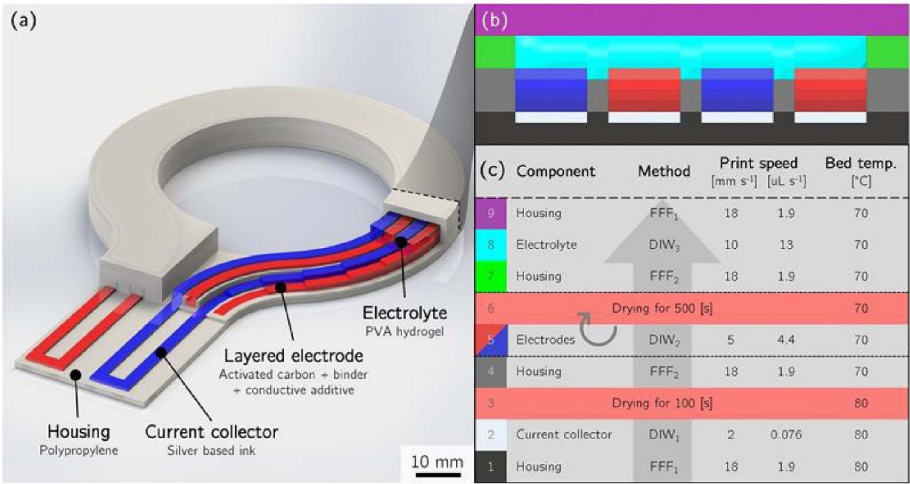 (a)
Electrolyte
PVA hydrogel
Layered electrode
Activated carbon + binder
+ conductive additive
Housing
Polypropylene
Current collector
Silver based ink
10 mm
(b)
(c) Component Method Print speed Bed temp.
[mm s⁻¹] [uL s⁻¹] [°C]
9 Housing FFF₁ 18 1.9 70
8 Electrolyte DIW₃ 10 13 70
7 Housing FFF₂ 18 1.9 70
6 Drying for 500 [s] 70
5 Electrodes DIW₂ 5 4.4 70
4 Housing FFF₂ 18 1.9 70
3 Drying for 100 [s] 80
2 Current collector DIW₁ 2 0.076 80
1 Housing FFF₁ 18 1.9 80